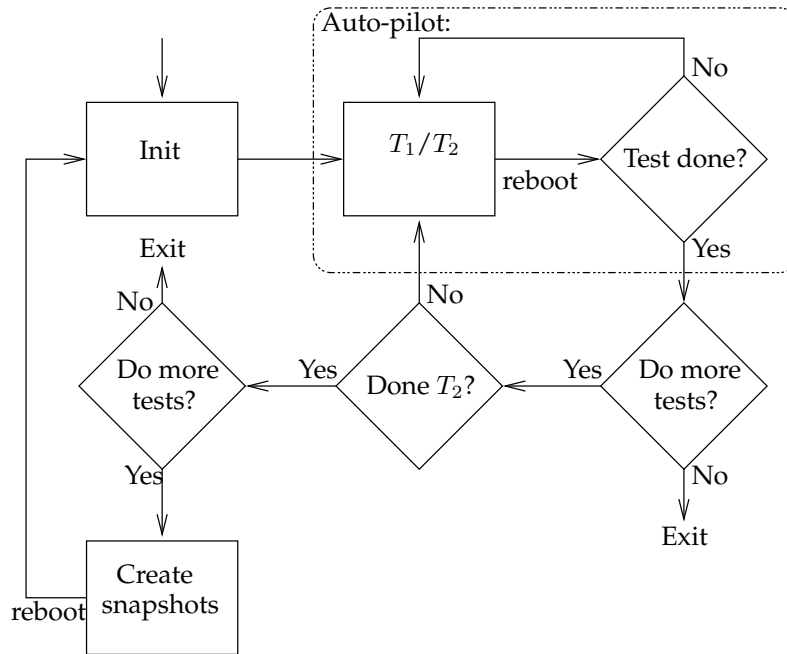 Auto-pilot:
No
Init
T1/T2
Test done?
reboot
Exit
Yes
No
No
Do more
tests?
Yes
Done T2?
Yes
Do more
tests?
Yes
No
Exit
Create
snapshots
reboot